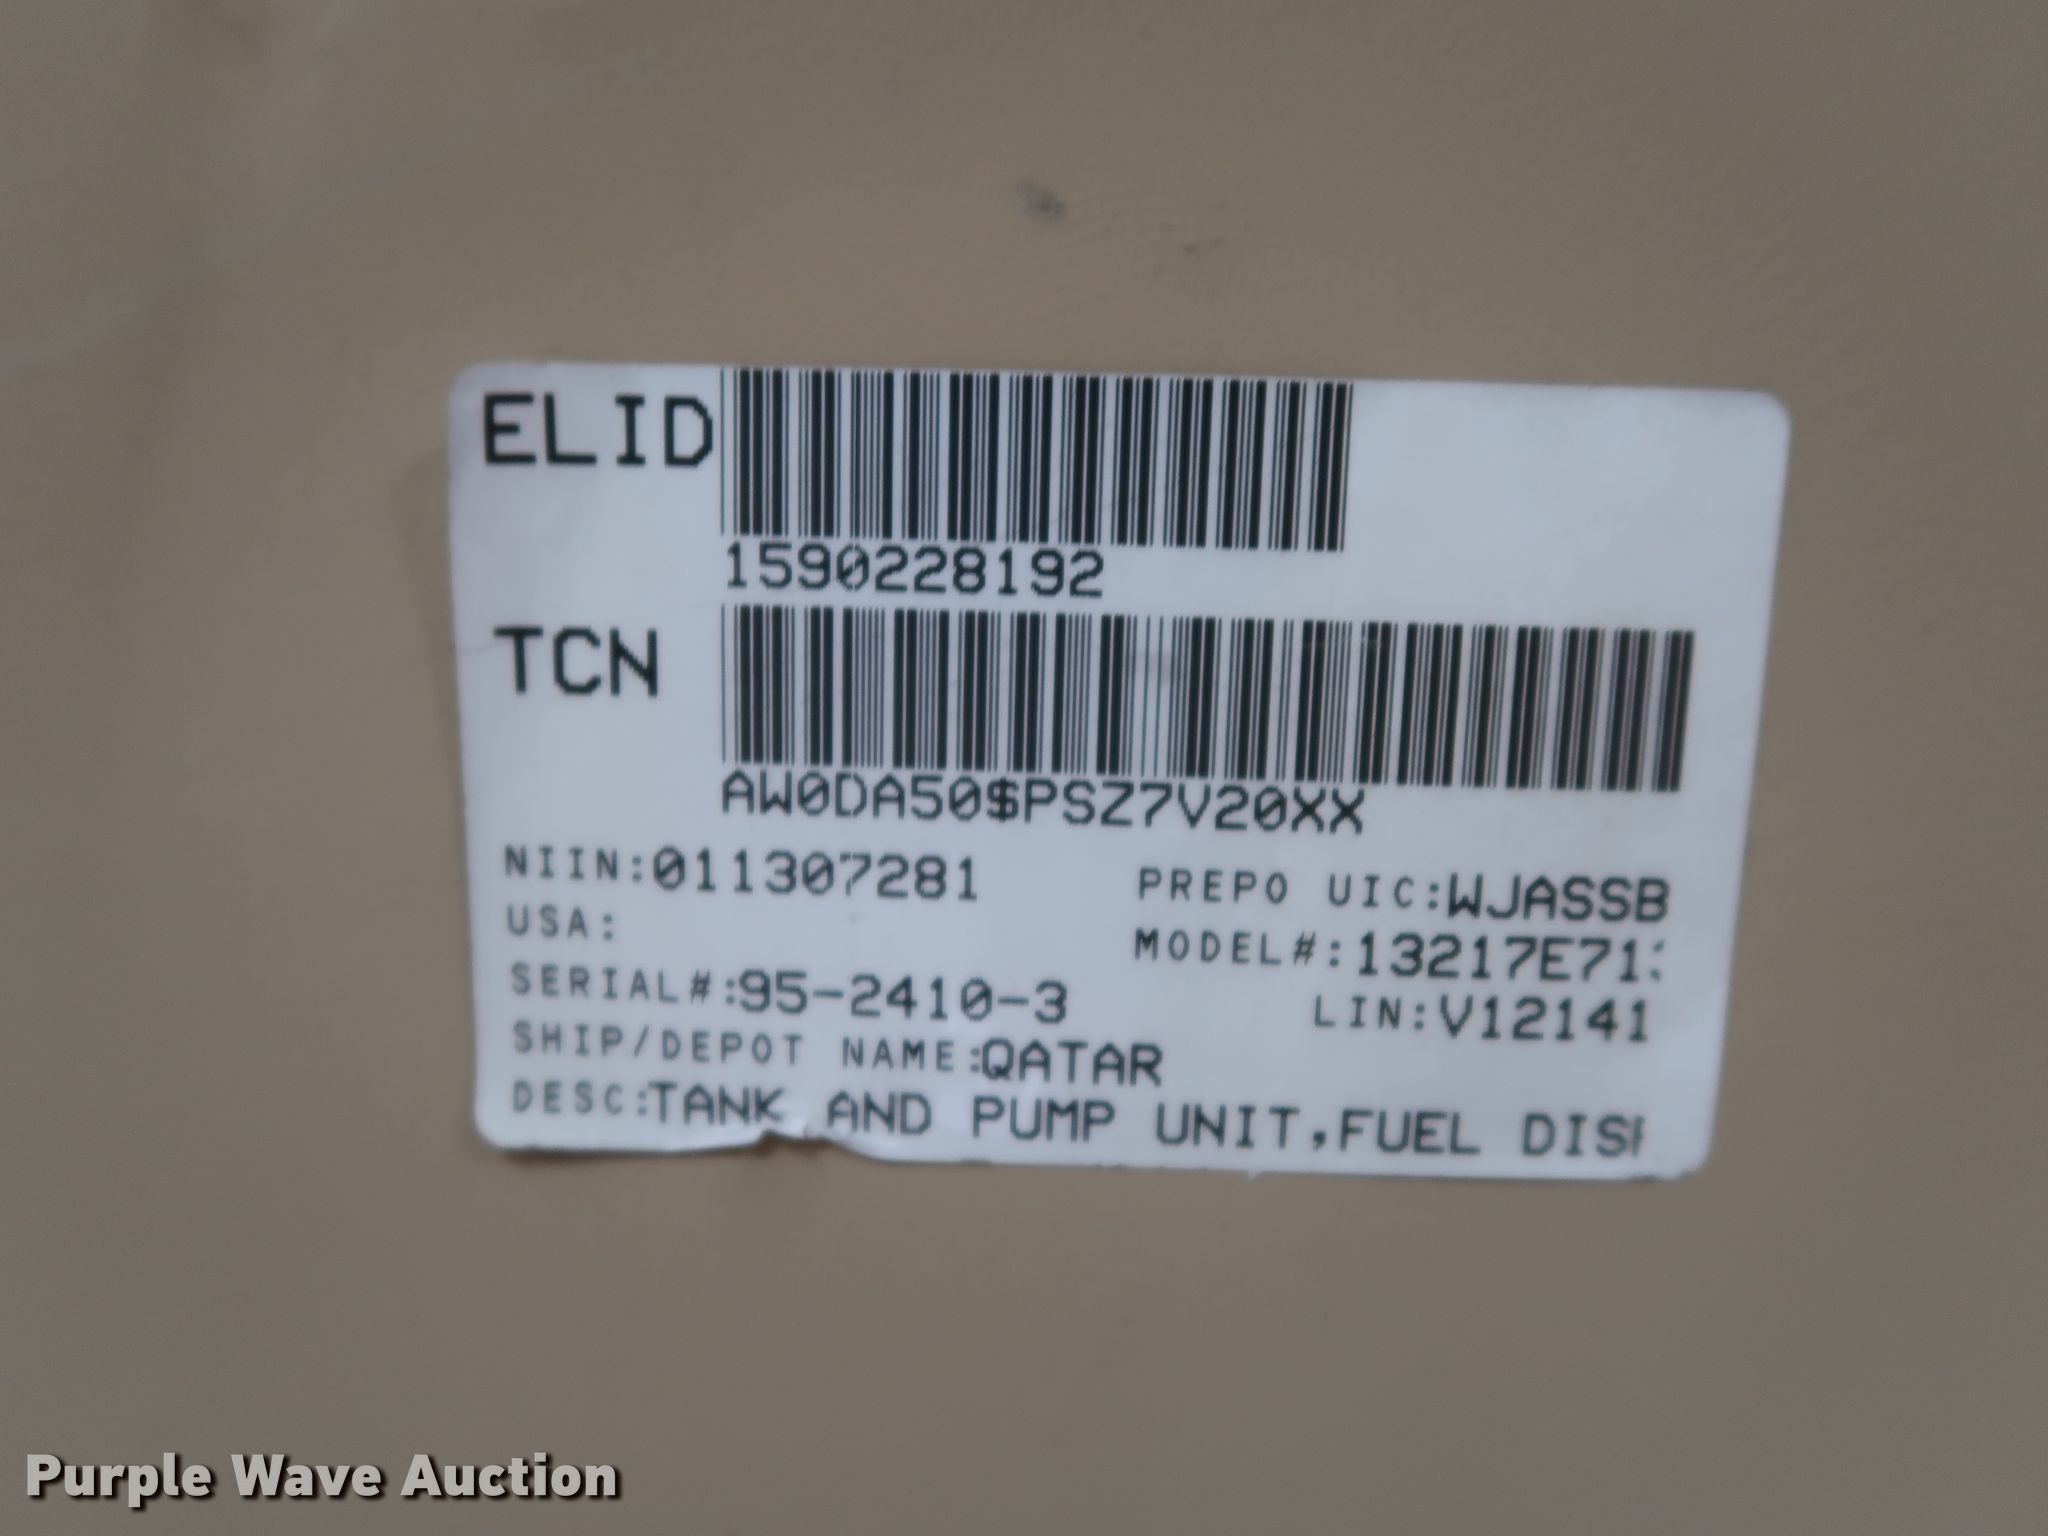 ELID
1590228192
TCN
AW0DA50$PSZ7V20XX
NIIN:011307281 PREPO UIC:WJASSB
USA: MODEL#:13217E71
SERIAL#:95-2410-3 LIN:V12141
SHIP/DEPOT NAME:QATAR
DESC:TANK AND PUMP UNIT,FUEL DIS
Purple Wave Auction